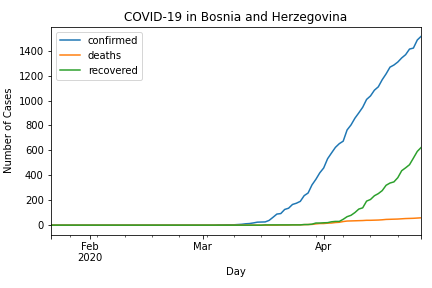 COVID-19 in Bosnia and Herzegovina
confirmed
deaths
recovered
Number of Cases
1400
1200
1000
800
600
400
200
0
Feb
2020
Mar
Apr
Day